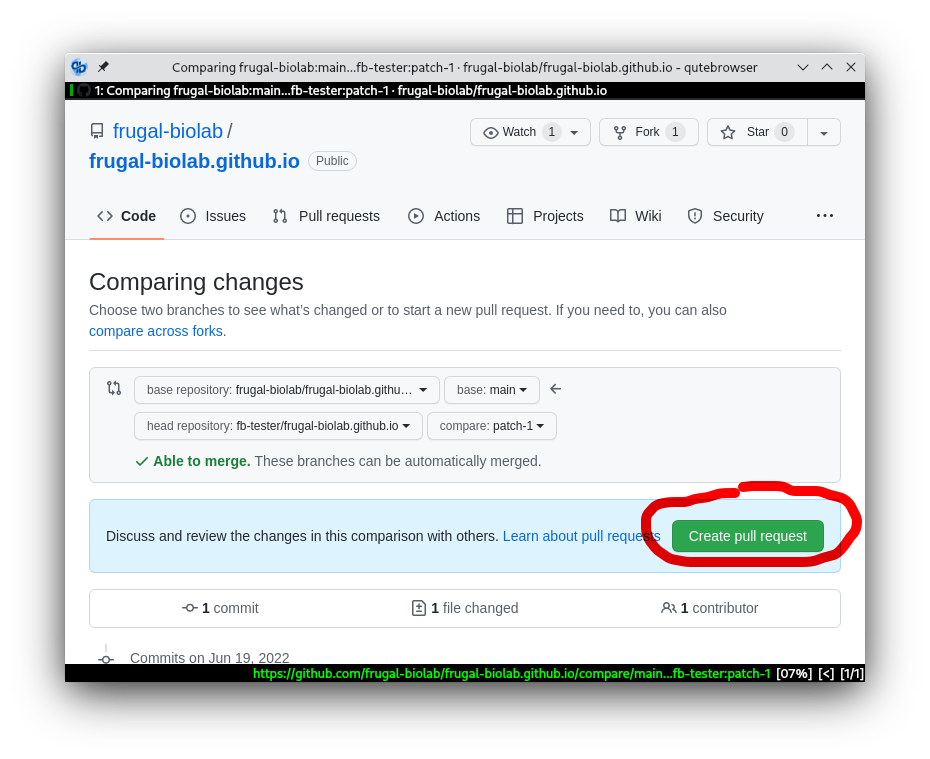 Comparing frugal-biolab:main...fb-tester:patch-1 · frugal-biolab/frugal-biolab.github.io - qutebrowser
1: Comparing frugal-biolab:main...fb-tester:patch-1 · frugal-biolab/frugal-biolab.github.io
frugal-biolab / Watch 1 Fork 1 Star 0
frugal-biolab.github.io Public
Code Issues Pull requests Actions Projects Wiki Security
Comparing changes
Choose two branches to see what's changed or to start a new pull request. If you need to, you can also
compare across forks.
base repository: frugal-biolab/frugal-biolab.githu… base: main
head repository: fb-tester/frugal-biolab.github.io compare: patch-1
Able to merge. These branches can be automatically merged.
Discuss and review the changes in this comparison with others. Learn about pull requests Create pull request
1 commit 1 file changed 1 contributor
Commits on Jun 19, 2022
https://github.com/frugal-biolab/frugal-biolab.github.io/compare/main...fb-tester:patch-1 [07%] [<] [1/1]